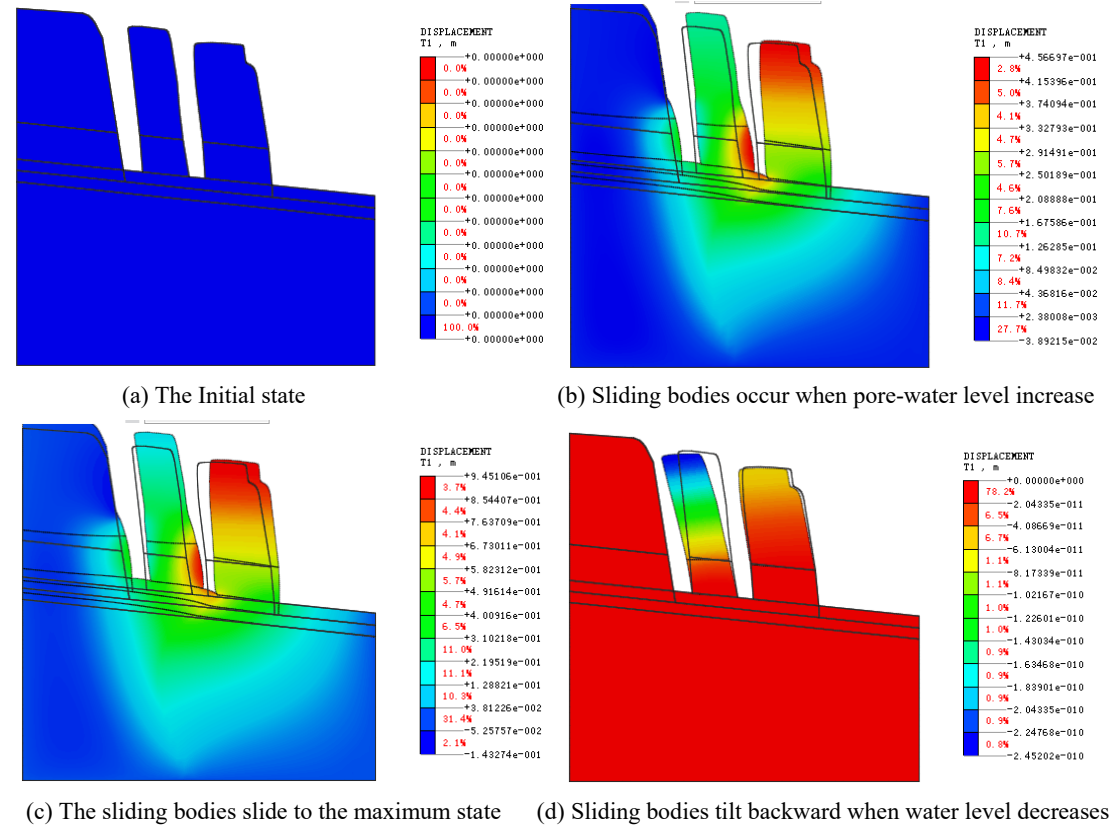 DISPLACEMENT
T1 , m
+0.00000e+000
0.0%
+0.00000e+000
0.0%
+0.00000e+000
0.0%
+0.00000e+000
0.0%
+0.00000e+000
0.0%
+0.00000e+000
0.0%
+0.00000e+000
0.0%
+0.00000e+000
0.0%
+0.00000e+000
0.0%
+0.00000e+000
0.0%
+0.00000e+000
0.0%
+0.00000e+000
100.0%
+0.00000e+000
(a) The Initial state
DISPLACEMENT
T1 , m
+4.56697e-001
2.8%
+4.15396e-001
5.0%
+3.74094e-001
4.1%
+3.32793e-001
4.7%
+2.91491e-001
5.7%
+2.50189e-001
4.6%
+2.08888e-001
7.6%
+1.67586e-001
10.7%
+1.26285e-001
7.2%
+8.49832e-002
8.4%
+4.36816e-002
11.7%
+2.38008e-003
27.7%
-3.89215e-002
(b) Sliding bodies occur when pore-water level increase
DISPLACEMENT
T1 , m
+9.45106e-001
3.7%
+8.54407e-001
4.4%
+7.63709e-001
4.1%
+6.73011e-001
4.9%
+5.82312e-001
5.7%
+4.91614e-001
4.7%
+4.00916e-001
6.5%
+3.10218e-001
11.0%
+2.19519e-001
11.1%
+1.28821e-001
10.3%
+3.81226e-002
31.4%
-5.25757e-002
2.1%
-1.43274e-001
(c) The sliding bodies slide to the maximum state
DISPLACEMENT
T1 , m
+0.00000e+000
78.2%
-2.04335e-011
6.5%
-4.08669e-011
6.7%
-6.13004e-011
1.1%
-8.17339e-011
1.1%
-1.02167e-010
1.0%
-1.22601e-010
1.0%
-1.43034e-010
0.9%
-1.63468e-010
0.9%
-1.83901e-010
0.9%
-2.04335e-010
0.9%
-2.24768e-010
0.8%
-2.45202e-010
(d) Sliding bodies tilt backward when water level decreases